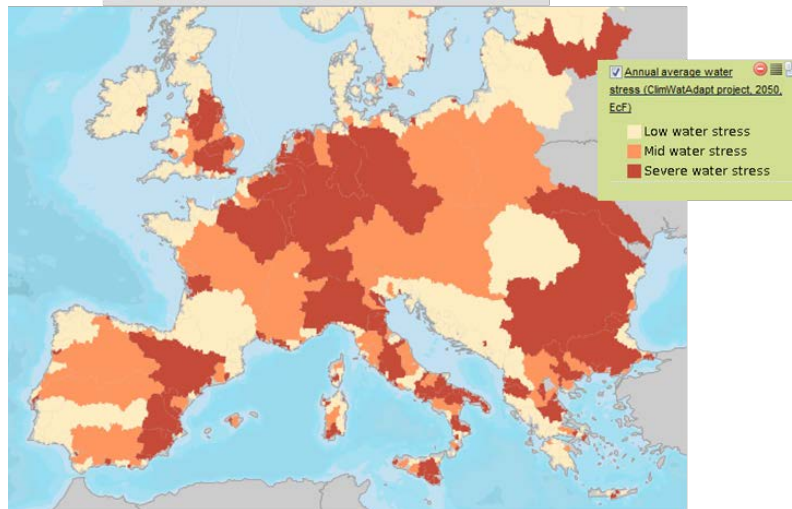 Annual average water
stress (ClimWatAdapt project, 2050,
EcF)
Low water stress
Mid water stress
Severe water stress